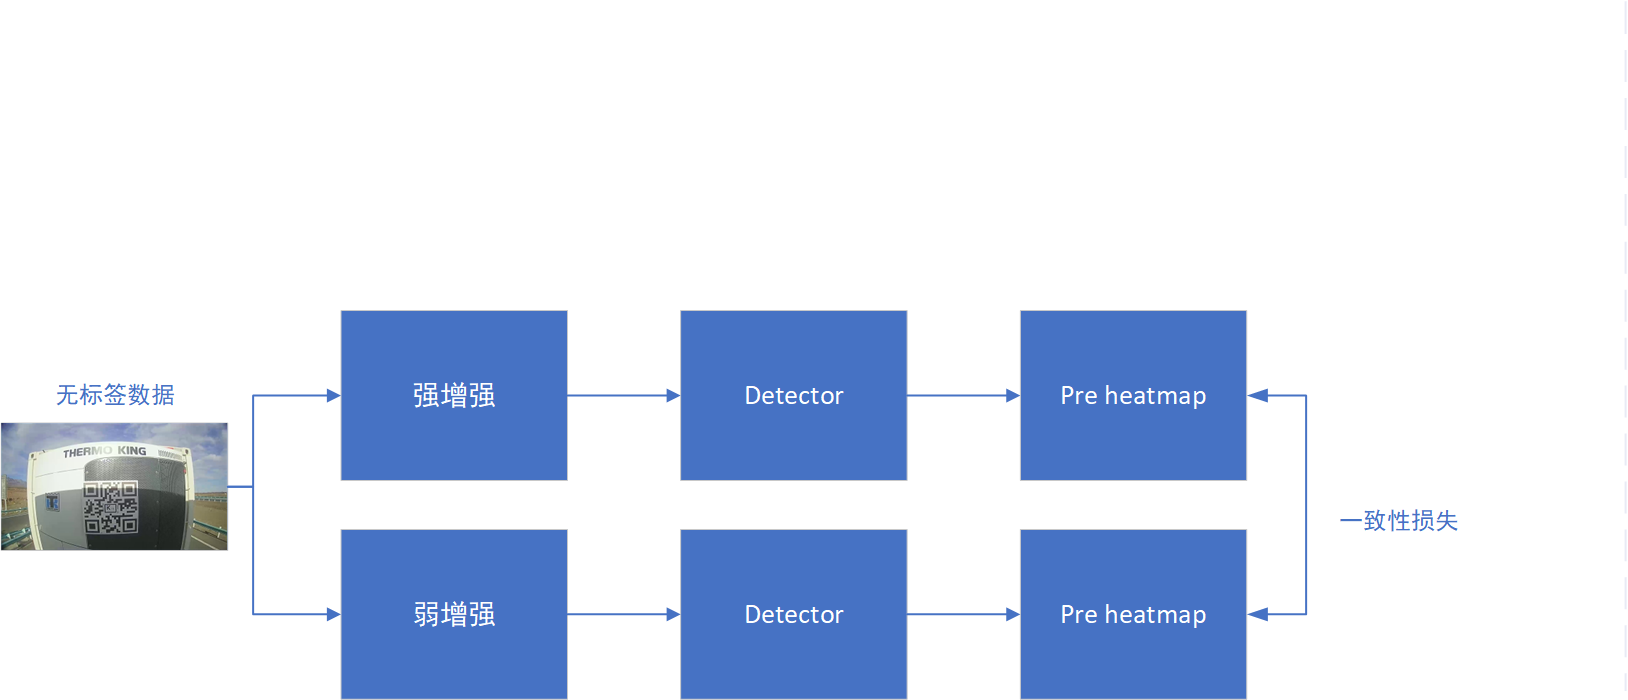 强增强
Detector
Pre heatmap
无标签数据
THERMO KING
一致性损失
弱增强
Detector
Pre heatmap